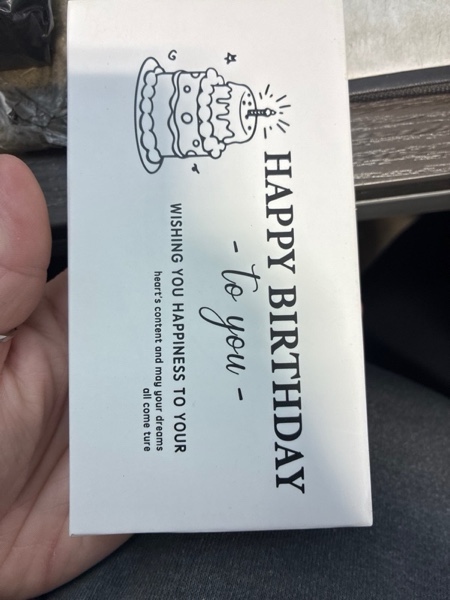 HAPPY BIRTHDAY
- to you -
WISHING YOU HAPPINESS TO YOUR
heart's content and may your dreams
all come ture